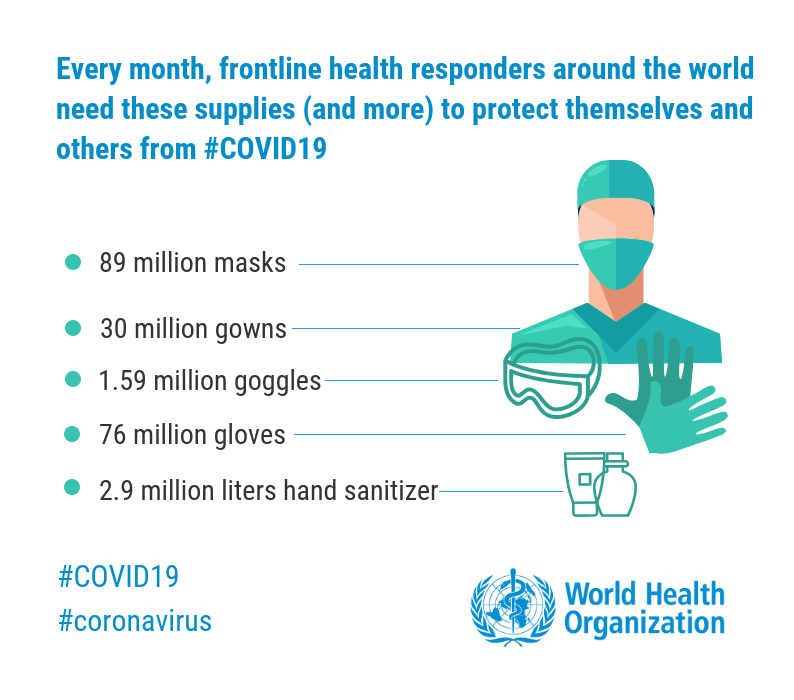 Every month, frontline health responders around the world
need these supplies (and more) to protect themselves and
others from #COVID19
89 million masks
30 million gowns
1.59 million goggles
76 million gloves
2.9 million liters hand sanitizer
#COVID19
#coronavirus
World Health
Organization